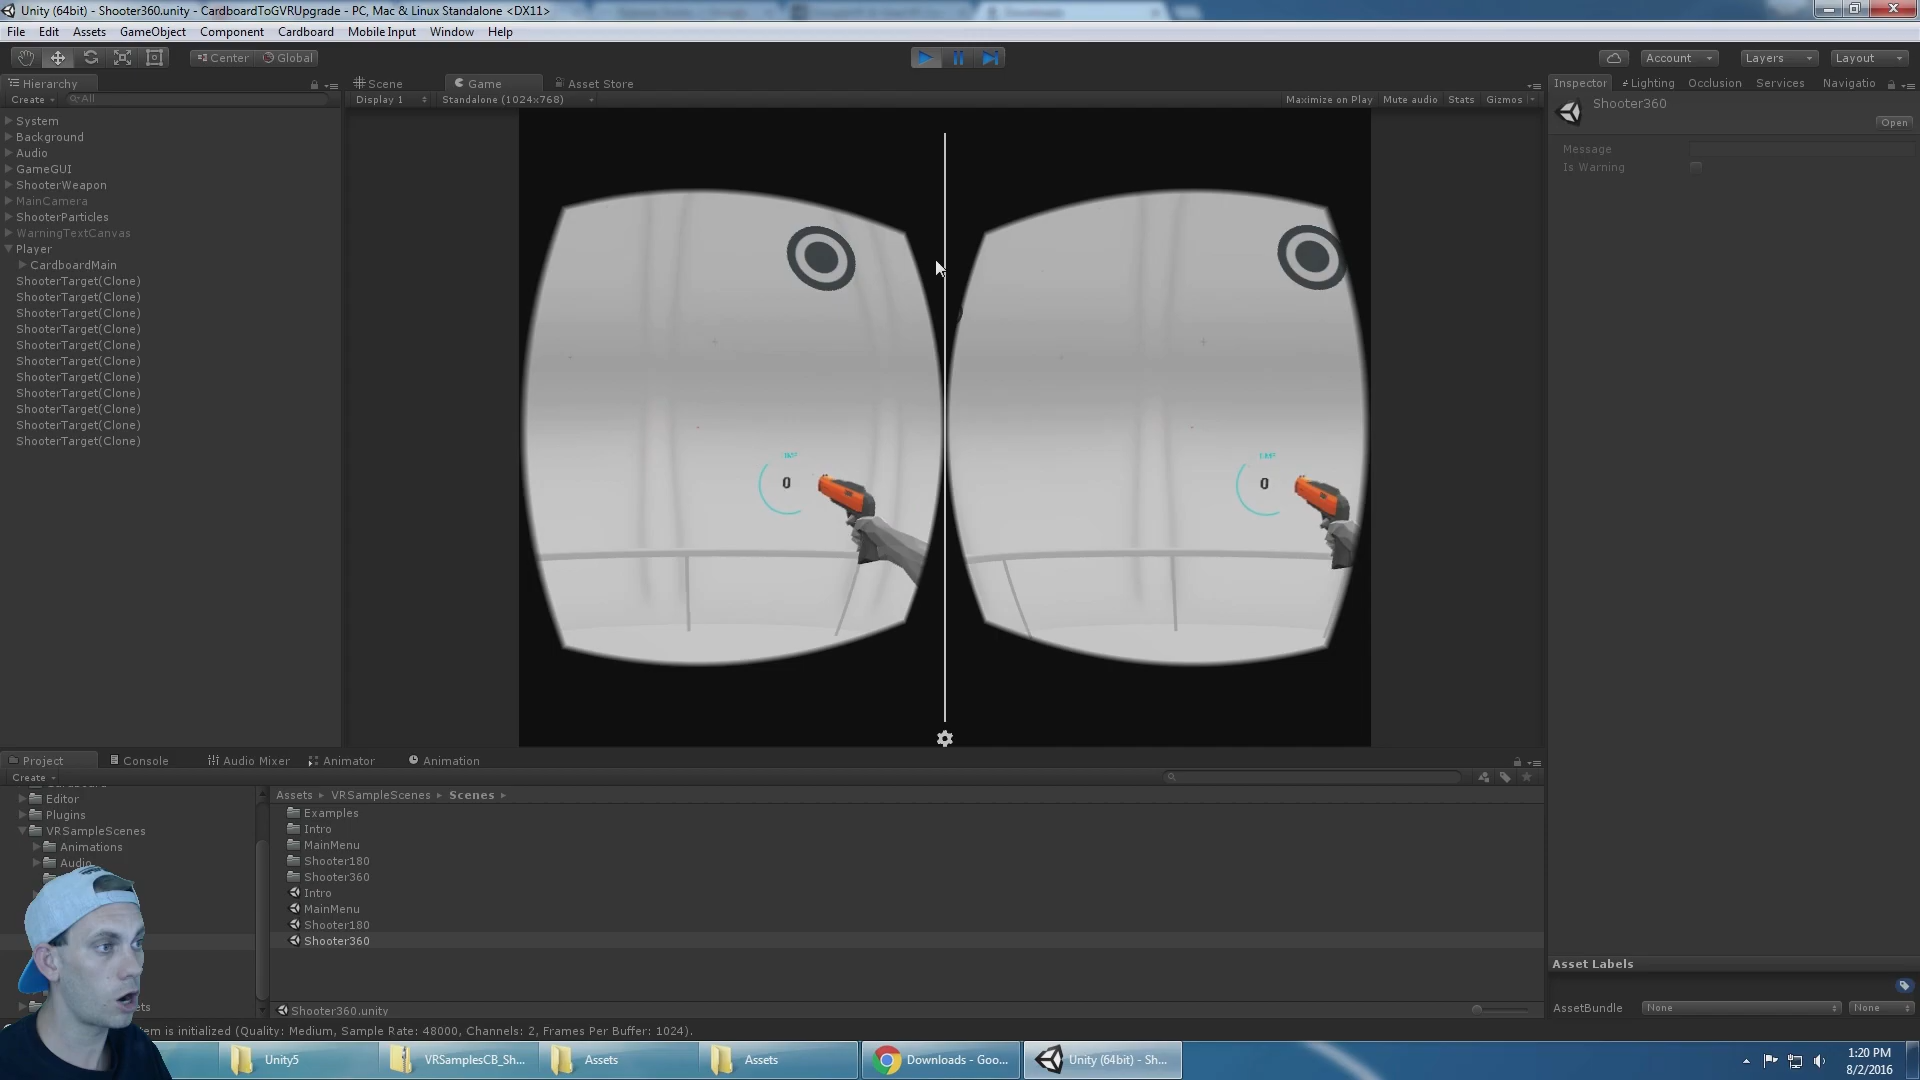 Unity (64bit) - Shooter360.unity - CardboardToGVRUpgrade - PC, Mac & Linux Standalone <DX11>
File Edit Assets GameObject Component Cardboard Mobile Input Window Help
Center Global Account Layers Layout
Hierarchy Scene Game Asset Store Inspector Lighting Occlusion Services Navigatio
Create All Display 1 Standalone (1024x768) Maximize on Play Mute audio Stats Gizmos
Shooter360
Open
System
Background
Audio
GameGUI
ShooterWeapon
MainCamera
ShooterParticles
WarningTextCanvas
Player
CardboardMain
ShooterTarget(Clone)
ShooterTarget(Clone)
ShooterTarget(Clone)
ShooterTarget(Clone)
ShooterTarget(Clone)
ShooterTarget(Clone)
ShooterTarget(Clone)
ShooterTarget(Clone)
ShooterTarget(Clone)
ShooterTarget(Clone)
ShooterTarget(Clone)
Message
Is Warning
0 0
Project Console Audio Mixer Animator Animation
Create
Editor
Plugins
VRSampleScenes
Animations
Audio
Assets VRSampleScenes Scenes
Examples
Intro
MainMenu
Shooter180
Shooter360
Intro
MainMenu
Shooter180
Shooter360
Shooter360.unity
Asset Labels
AssetBundle None None
em is initialized (Quality: Medium, Sample Rate: 48000, Channels: 2, Frames Per Buffer: 1024).
Unity5 VRSamplesCB_Sh... Assets Assets Downloads - Goo... Unity (64bit) - Sh...
1:20 PM
8/2/2016